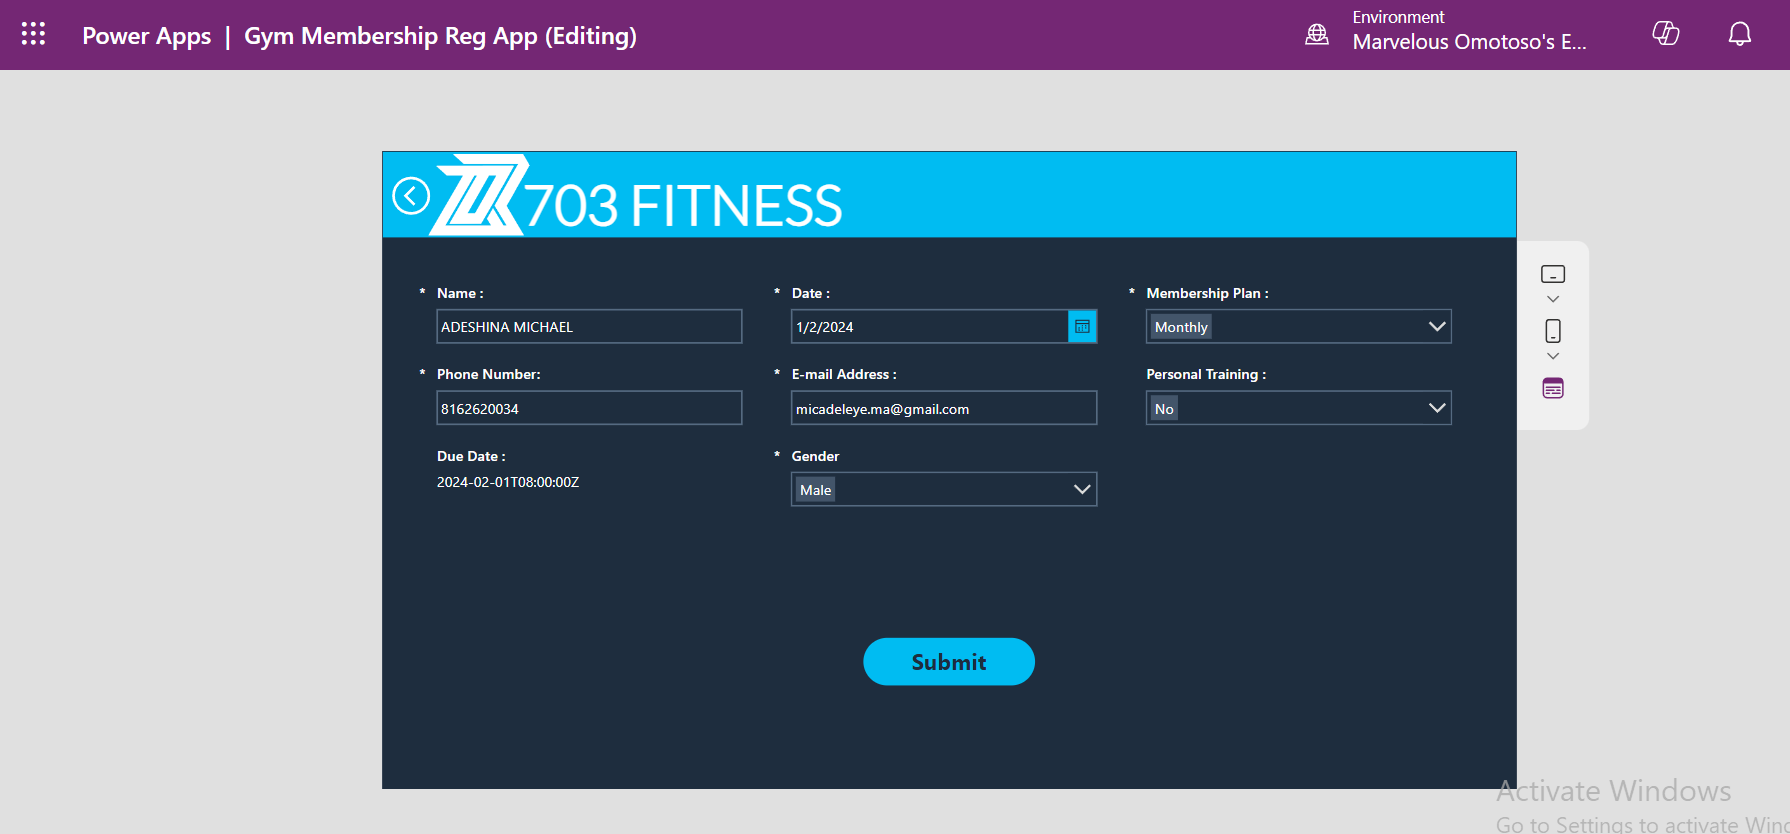 Power Apps | Gym Membership Reg App (Editing)
Environment
Marvelous Omotoso's E...
703 FITNESS
* Name :
ADESHINA MICHAEL
* Date :
1/2/2024
* Membership Plan :
Monthly
* Phone Number:
8162620034
* E-mail Address :
micadeleye.ma@gmail.com
Personal Training :
No
Due Date :
2024-02-01T08:00:00Z
* Gender
Male
Submit
Activate Windows
Go to Settings to activate